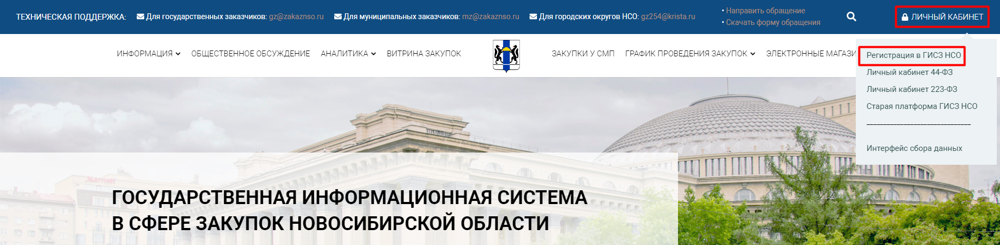 ТЕХНИЧЕСКАЯ ПОДДЕРЖКА: Для государственных заказчиков: gz@zakaznso.ru Для муниципальных заказчиков: mz@zakaznso.ru Для городских округов НСО: gz254@krista.ru
• Направить обращение
• Скачать форму обращения
ЛИЧНЫЙ КАБИНЕТ
ИНФОРМАЦИЯ ОБЩЕСТВЕННОЕ ОБСУЖДЕНИЕ АНАЛИТИКА ВИТРИНА ЗАКУПОК ЗАКУПКИ У СМП ГРАФИК ПРОВЕДЕНИЯ ЗАКУПОК ЭЛЕКТРОННЫЕ МАГАЗИ
Регистрация в ГИСЗ НСО
Личный кабинет 44-ФЗ
Личный кабинет 223-ФЗ
Старая платформа ГИСЗ НСО
Интерфейс сбора данных
Marriott
ГОСУДАРСТВЕННАЯ ИНФОРМАЦИОННАЯ СИСТЕМА
В СФЕРЕ ЗАКУПОК НОВОСИБИРСКОЙ ОБЛАСТИ